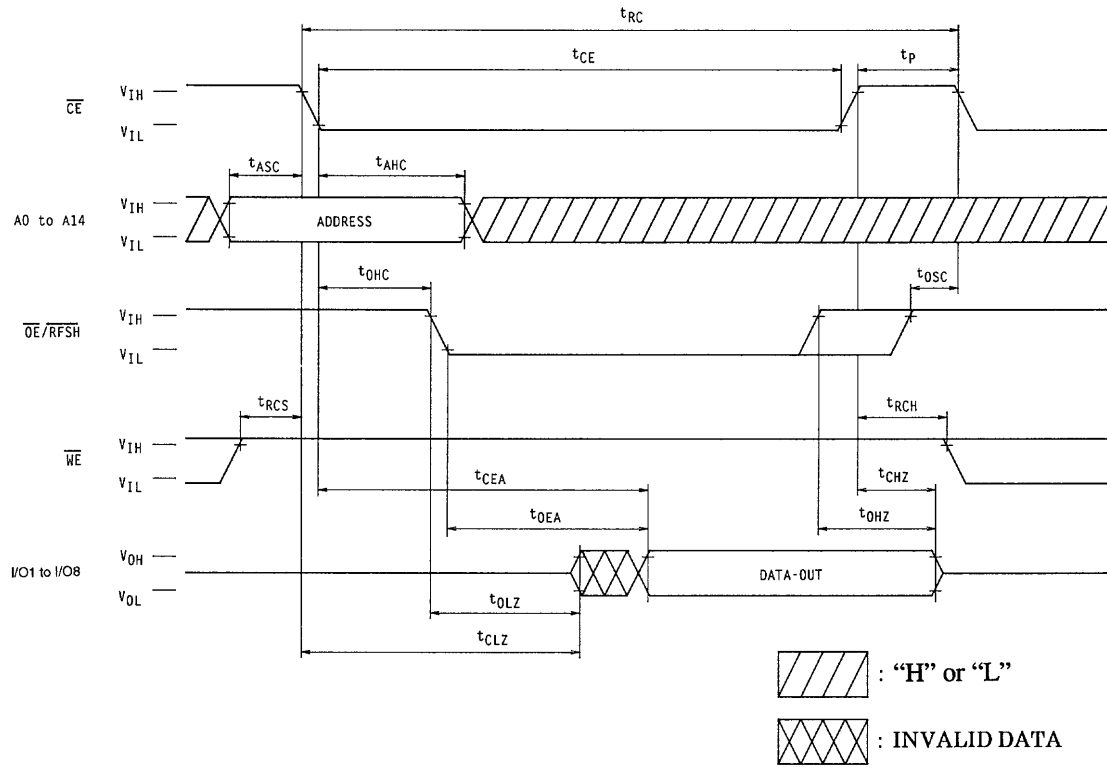 tRC
tCE
tP
CE
VIH
VIL
tASC
tAHC
A0 to A14
VIH
VIL
ADDRESS
tOHC
tOSC
OE/RFSH
VIH
VIL
tRCS
tRCH
WE
VIH
VIL
tCEA
tCHZ
tOEA
tOHZ
I/O1 to I/O8
VOH
VOL
DATA-OUT
tOLZ
tCLZ
: “H” or “L”
: INVALID DATA